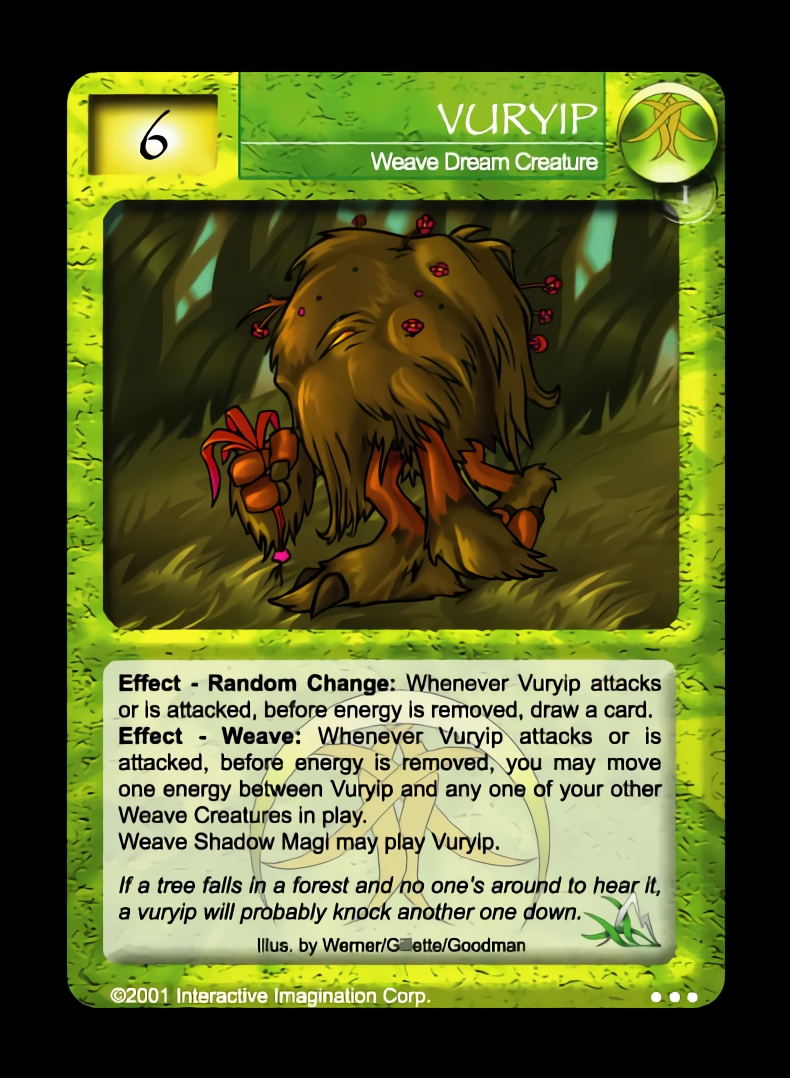 6
VURYIP
Weave Dream Creature
1
Effect - Random Change: Whenever Vuryip attacks
or is attacked, before energy is removed, draw a card.
Effect - Weave: Whenever Vuryip attacks or is
attacked, before energy is removed, you may move
one energy between Vuryip and any one of your other
Weave Creatures in play.
Weave Shadow Magi may play Vuryip.
If a tree falls in a forest and no one's around to hear it,
a vuryip will probably knock another one down.
Illus. by
©2001 Interactive Imagination Corp.